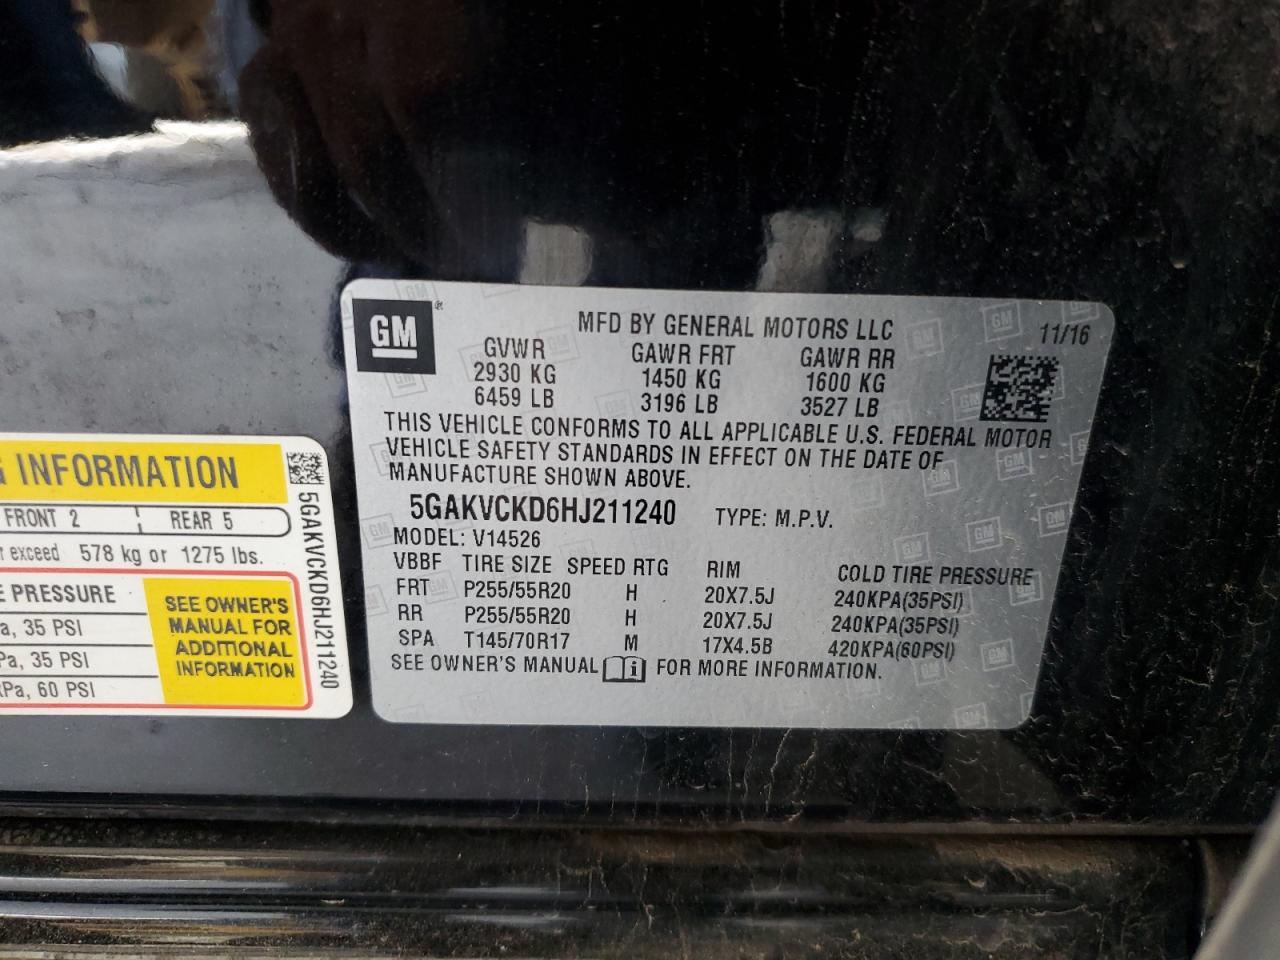 GM ®
MFD BY GENERAL MOTORS LLC 11/16
GVWR GAWR FRT GAWR RR
2930 KG 1450 KG 1600 KG
6459 LB 3196 LB 3527 LB
THIS VEHICLE CONFORMS TO ALL APPLICABLE U.S. FEDERAL MOTOR
VEHICLE SAFETY STANDARDS IN EFFECT ON THE DATE OF
MANUFACTURE SHOWN ABOVE.
5GAKVCKD6HJ211240 TYPE: M.P.V.
MODEL: V14526
VBBF TIRE SIZE SPEED RTG RIM COLD TIRE PRESSURE
FRT P255/55R20 H 20X7.5J 240KPA(35PSI)
RR P255/55R20 H 20X7.5J 240KPA(35PSI)
SPA T145/70R17 M 17X4.5B 420KPA(60PSI)
SEE OWNER'S MANUAL FOR MORE INFORMATION.
G INFORMATION
FRONT 2 REAR 5
r exceed 578 kg or 1275 lbs.
E PRESSURE
a, 35 PSI
Pa, 35 PSI
kPa, 60 PSI
SEE OWNER'S
MANUAL FOR
ADDITIONAL
INFORMATION
5GAKVCKD6HJ211240